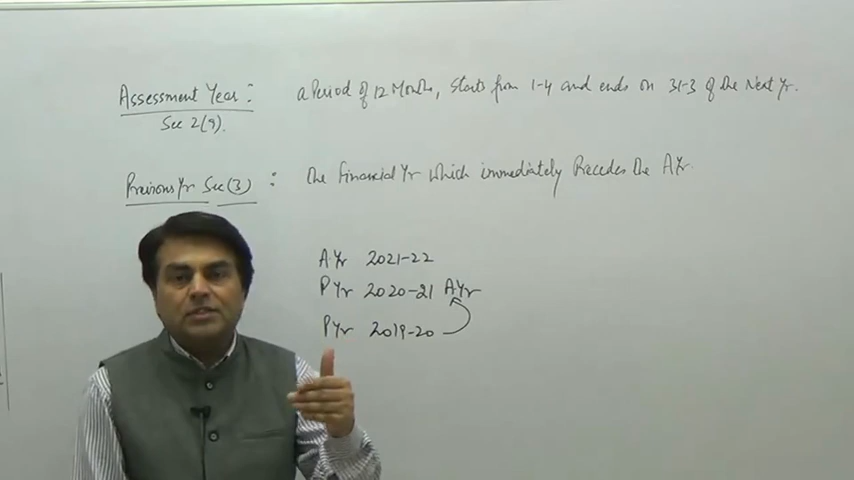 Assessment Year : a Period of 12 Months, starts from 1-4 and ends on 31-3 of the Next Yr.
Sec 2(9).
Previous Yr Sec(3) : The Financial Yr which immediately Precedes the A Yr
A Yr 2021-22
P Yr 2020-21 A Yr
P Yr 2019-20